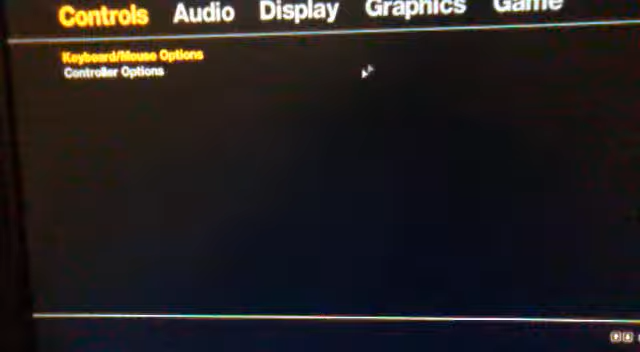 Controls Audio Display Graphics Game
Keyboard/Mouse Options
Controller Options